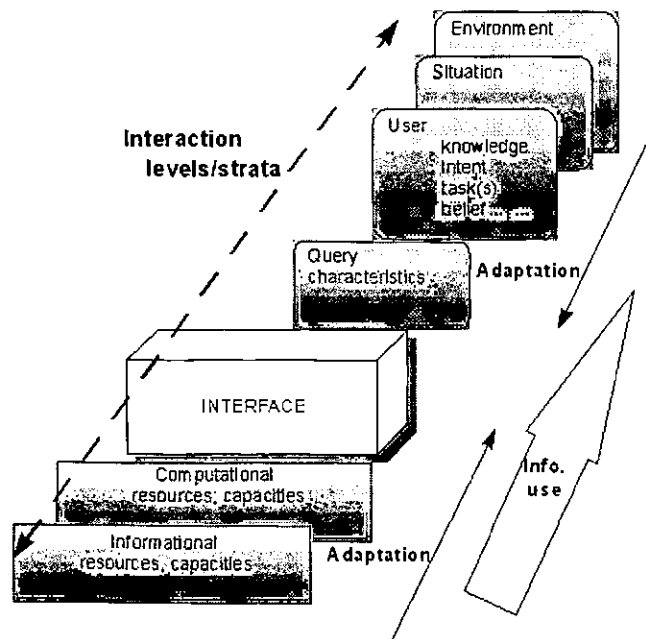 Environment
Situation
User
knowledge
Intent
task(s)
belief
Interaction
levels/strata
Query
characteristics
Adaptation
INTERFACE
Info.
use
Computational
resources, capacities
Informational
resources, capacities
Adaptation